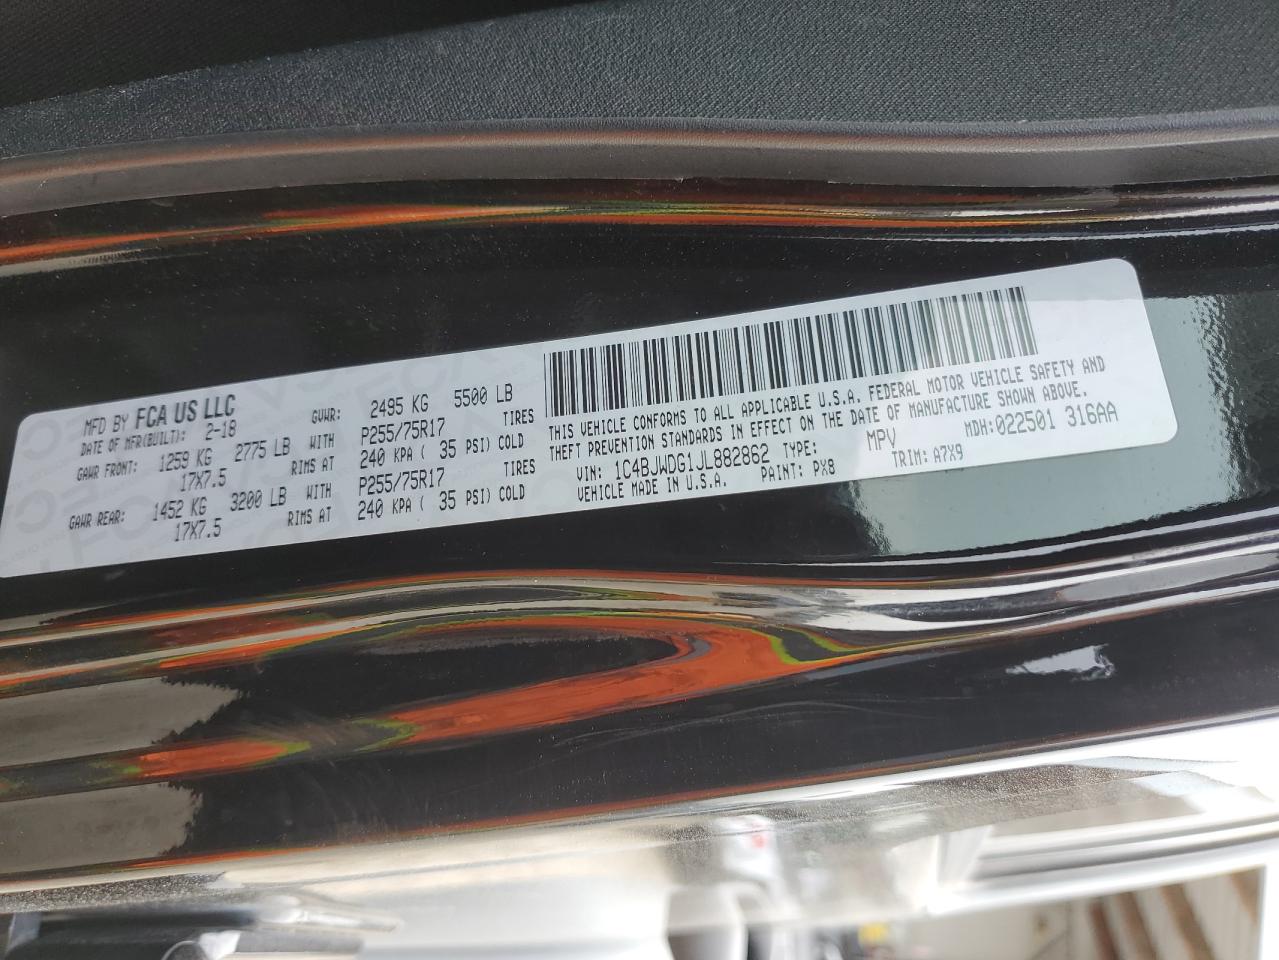 MFD BY FCA US LLC
DATE OF MFR(BUILT): 2-18 GVWR: 2495 KG 5500 LB
GAWR FRONT: 1259 KG 2775 LB WITH P255/75R17 TIRES
17X7.5 RIMS AT 240 KPA ( 35 PSI) COLD
GAWR REAR: 1452 KG 3200 LB WITH P255/75R17 TIRES
17X7.5 RIMS AT 240 KPA ( 35 PSI) COLD
THIS VEHICLE CONFORMS TO ALL APPLICABLE U.S.A. FEDERAL MOTOR VEHICLE SAFETY AND
THEFT PREVENTION STANDARDS IN EFFECT ON THE DATE OF MANUFACTURE SHOWN ABOVE.
VIN: 1C4BJWDG1JL882862 TYPE: MPV MDH:022501 316AA
VEHICLE MADE IN U.S.A. PAINT: PX8 TRIM: A7X9